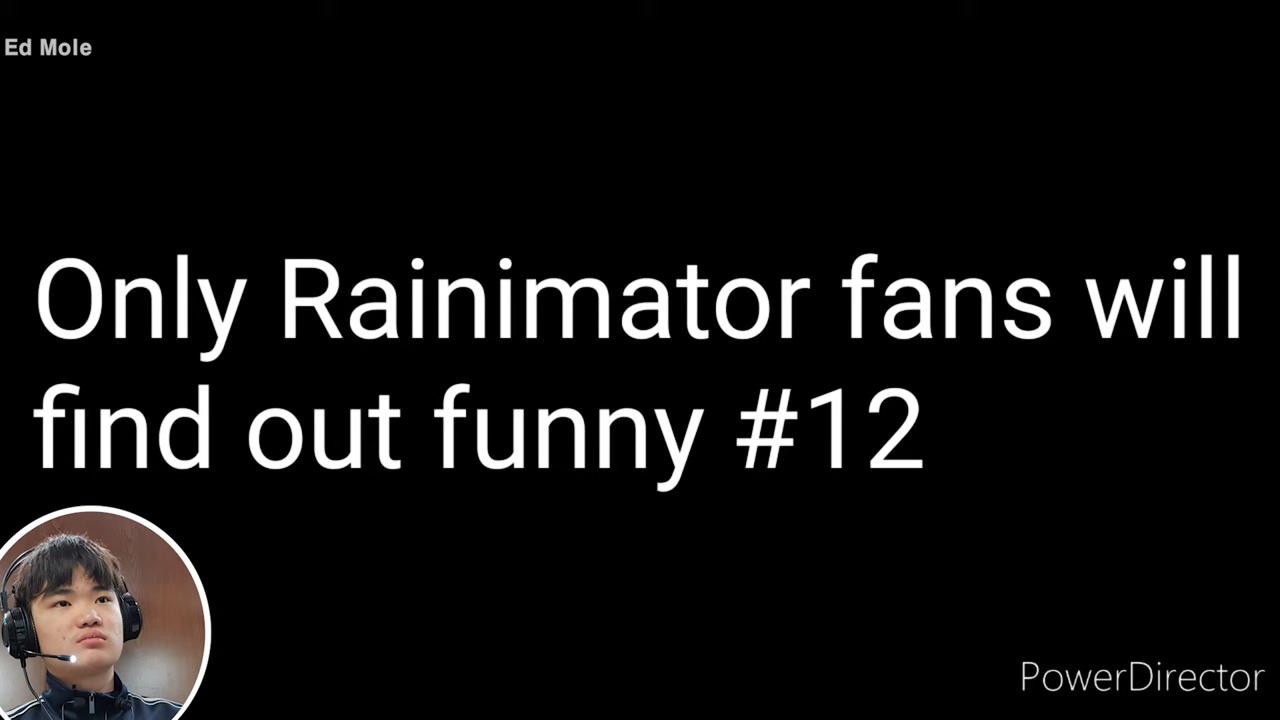 Ed Mole
Only Rainimator fans will
find out funny #12
PowerDirector